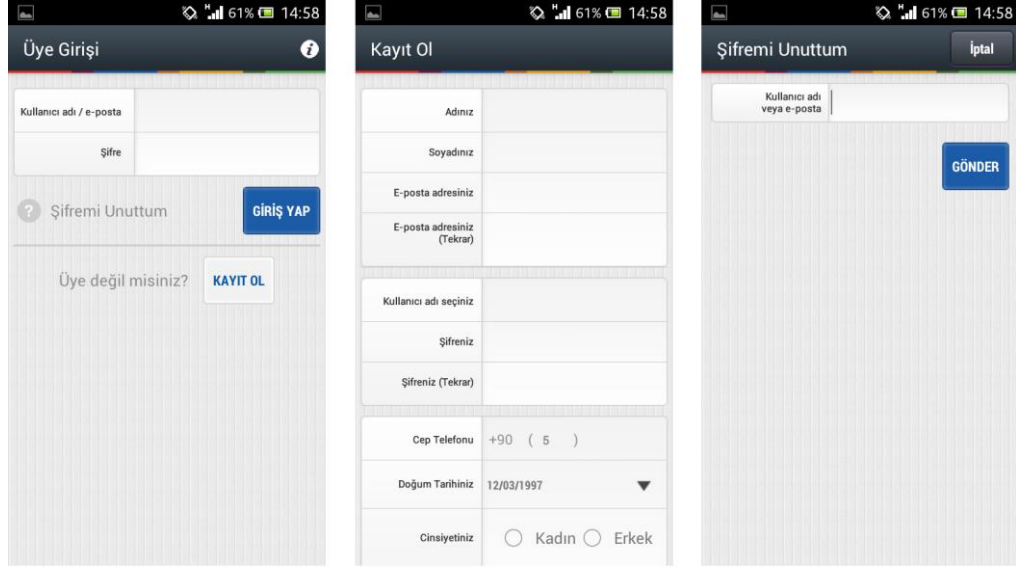 61% 14:58
Üye Girişi
Kullanıcı adı / e-posta
Şifre
? Şifremi Unuttum
GİRİŞ YAP
Üye değil misiniz?
KAYIT OL
H 61% 14:58
Kayıt Ol
Adınız
Soyadınız
E-posta adresiniz
E-posta adresiniz
(Tekrar)
Kullanıcı adı seçiniz
Şifreniz
Şifreniz (Tekrar)
Cep Telefonu +90 ( 5 )
Doğum Tarihiniz 12/03/1997
Cinsiyetiniz Kadın Erkek
H 61% 14:58
Şifremi Unuttum
İptal
Kullanıcı adı
veya e-posta
GÖNDER